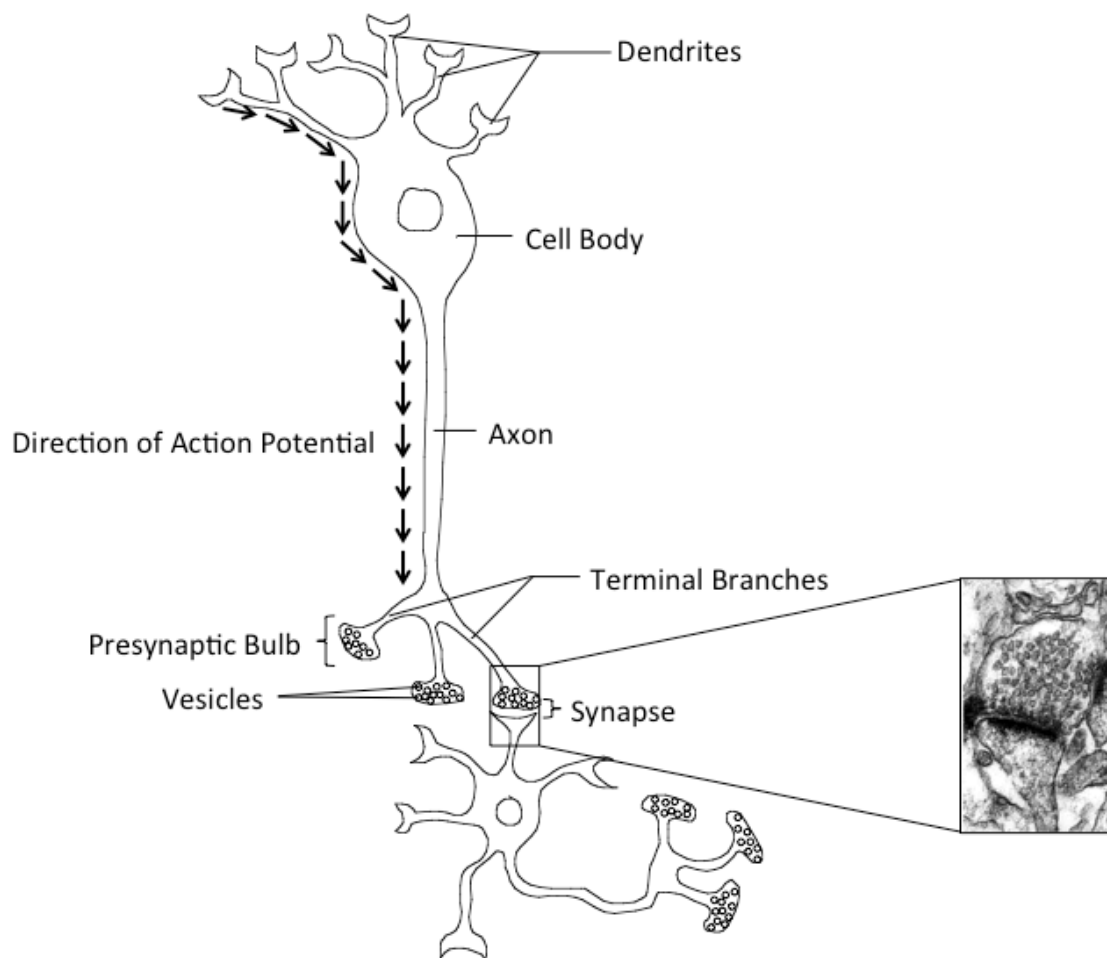 Dendrites
Cell Body
Direction of Action Potential
Axon
Terminal Branches
Presynaptic Bulb
Vesicles
Synapse